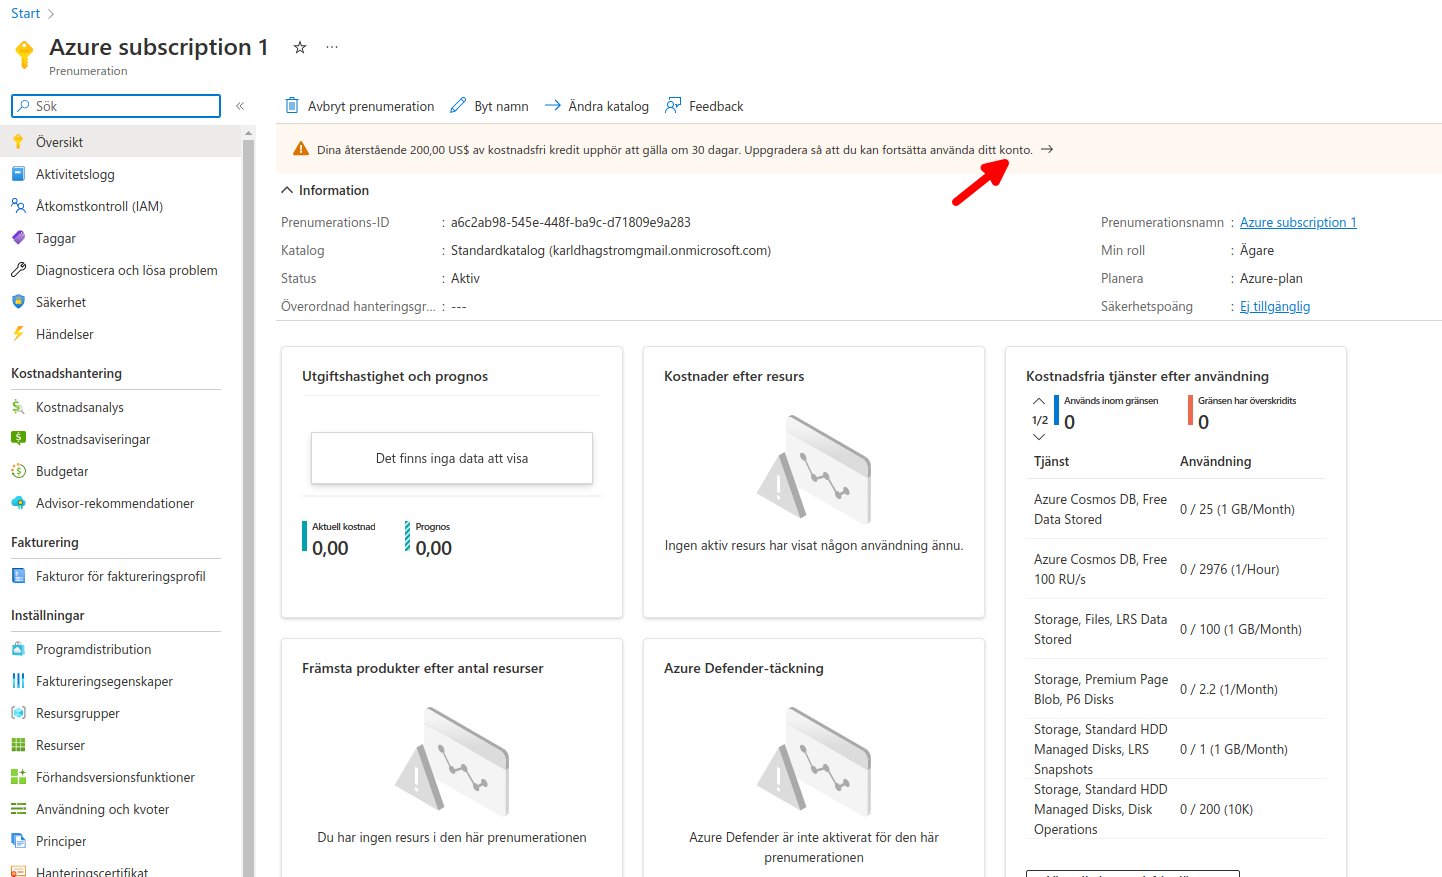 Start
Azure subscription 1
Prenumeration
Sök
Avbryt prenumeration
Byt namn
Ändra katalog
Feedback
Översikt
Aktivitetslogg
Åtkomstkontroll (IAM)
Taggar
Diagnosticera och lösa problem
Säkerhet
Händelser
Kostnadshantering
Kostnadsanalys
Kostnadsaviseringar
Budgetar
Advisor-rekommendationer
Fakturering
Fakturor för faktureringsprofil
Inställningar
Programdistribution
Faktureringsegenskaper
Resursgrupper
Resurser
Förhandsversionsfunktioner
Användning och kvoter
Principer
Hanteringscertifikat
Dina återstående 200,00 US$ av kostnadsfri kredit upphör att gälla om 30 dagar. Uppgradera så att du kan fortsätta använda ditt konto.
Information
Prenumerations-ID : a6c2ab98-545e-448f-ba9c-d71809e9a283
Katalog : Standardkatalog (karldhagstromgmail.onmicrosoft.com)
Status : Aktiv
Överordnad hanteringsgr... : ---
Prenumerationsnamn : Azure subscription 1
Min roll : Ägare
Planera : Azure-plan
Säkerhetspoäng : Ej tillgänglig
Utgiftshastighet och prognos
Det finns inga data att visa
Aktuell kostnad
0,00
Prognos
0,00
Kostnader efter resurs
Ingen aktiv resurs har visat någon användning ännu.
Kostnadsfria tjänster efter användning
1/2
Används inom gränsen
0
Gränsen har överskridits
0
Tjänst Användning
Azure Cosmos DB, Free
Data Stored
0 / 25 (1 GB/Month)
Azure Cosmos DB, Free
100 RU/s
0 / 2976 (1/Hour)
Storage, Files, LRS Data
Stored
0 / 100 (1 GB/Month)
Storage, Premium Page
Blob, P6 Disks
0 / 2.2 (1/Month)
Storage, Standard HDD
Managed Disks, LRS
Snapshots
0 / 1 (1 GB/Month)
Storage, Standard HDD
Managed Disks, Disk
Operations
0 / 200 (10K)
Främsta produkter efter antal resurser
Du har ingen resurs i den här prenumerationen
Azure Defender-täckning
Azure Defender är inte aktiverat för den här
prenumerationen